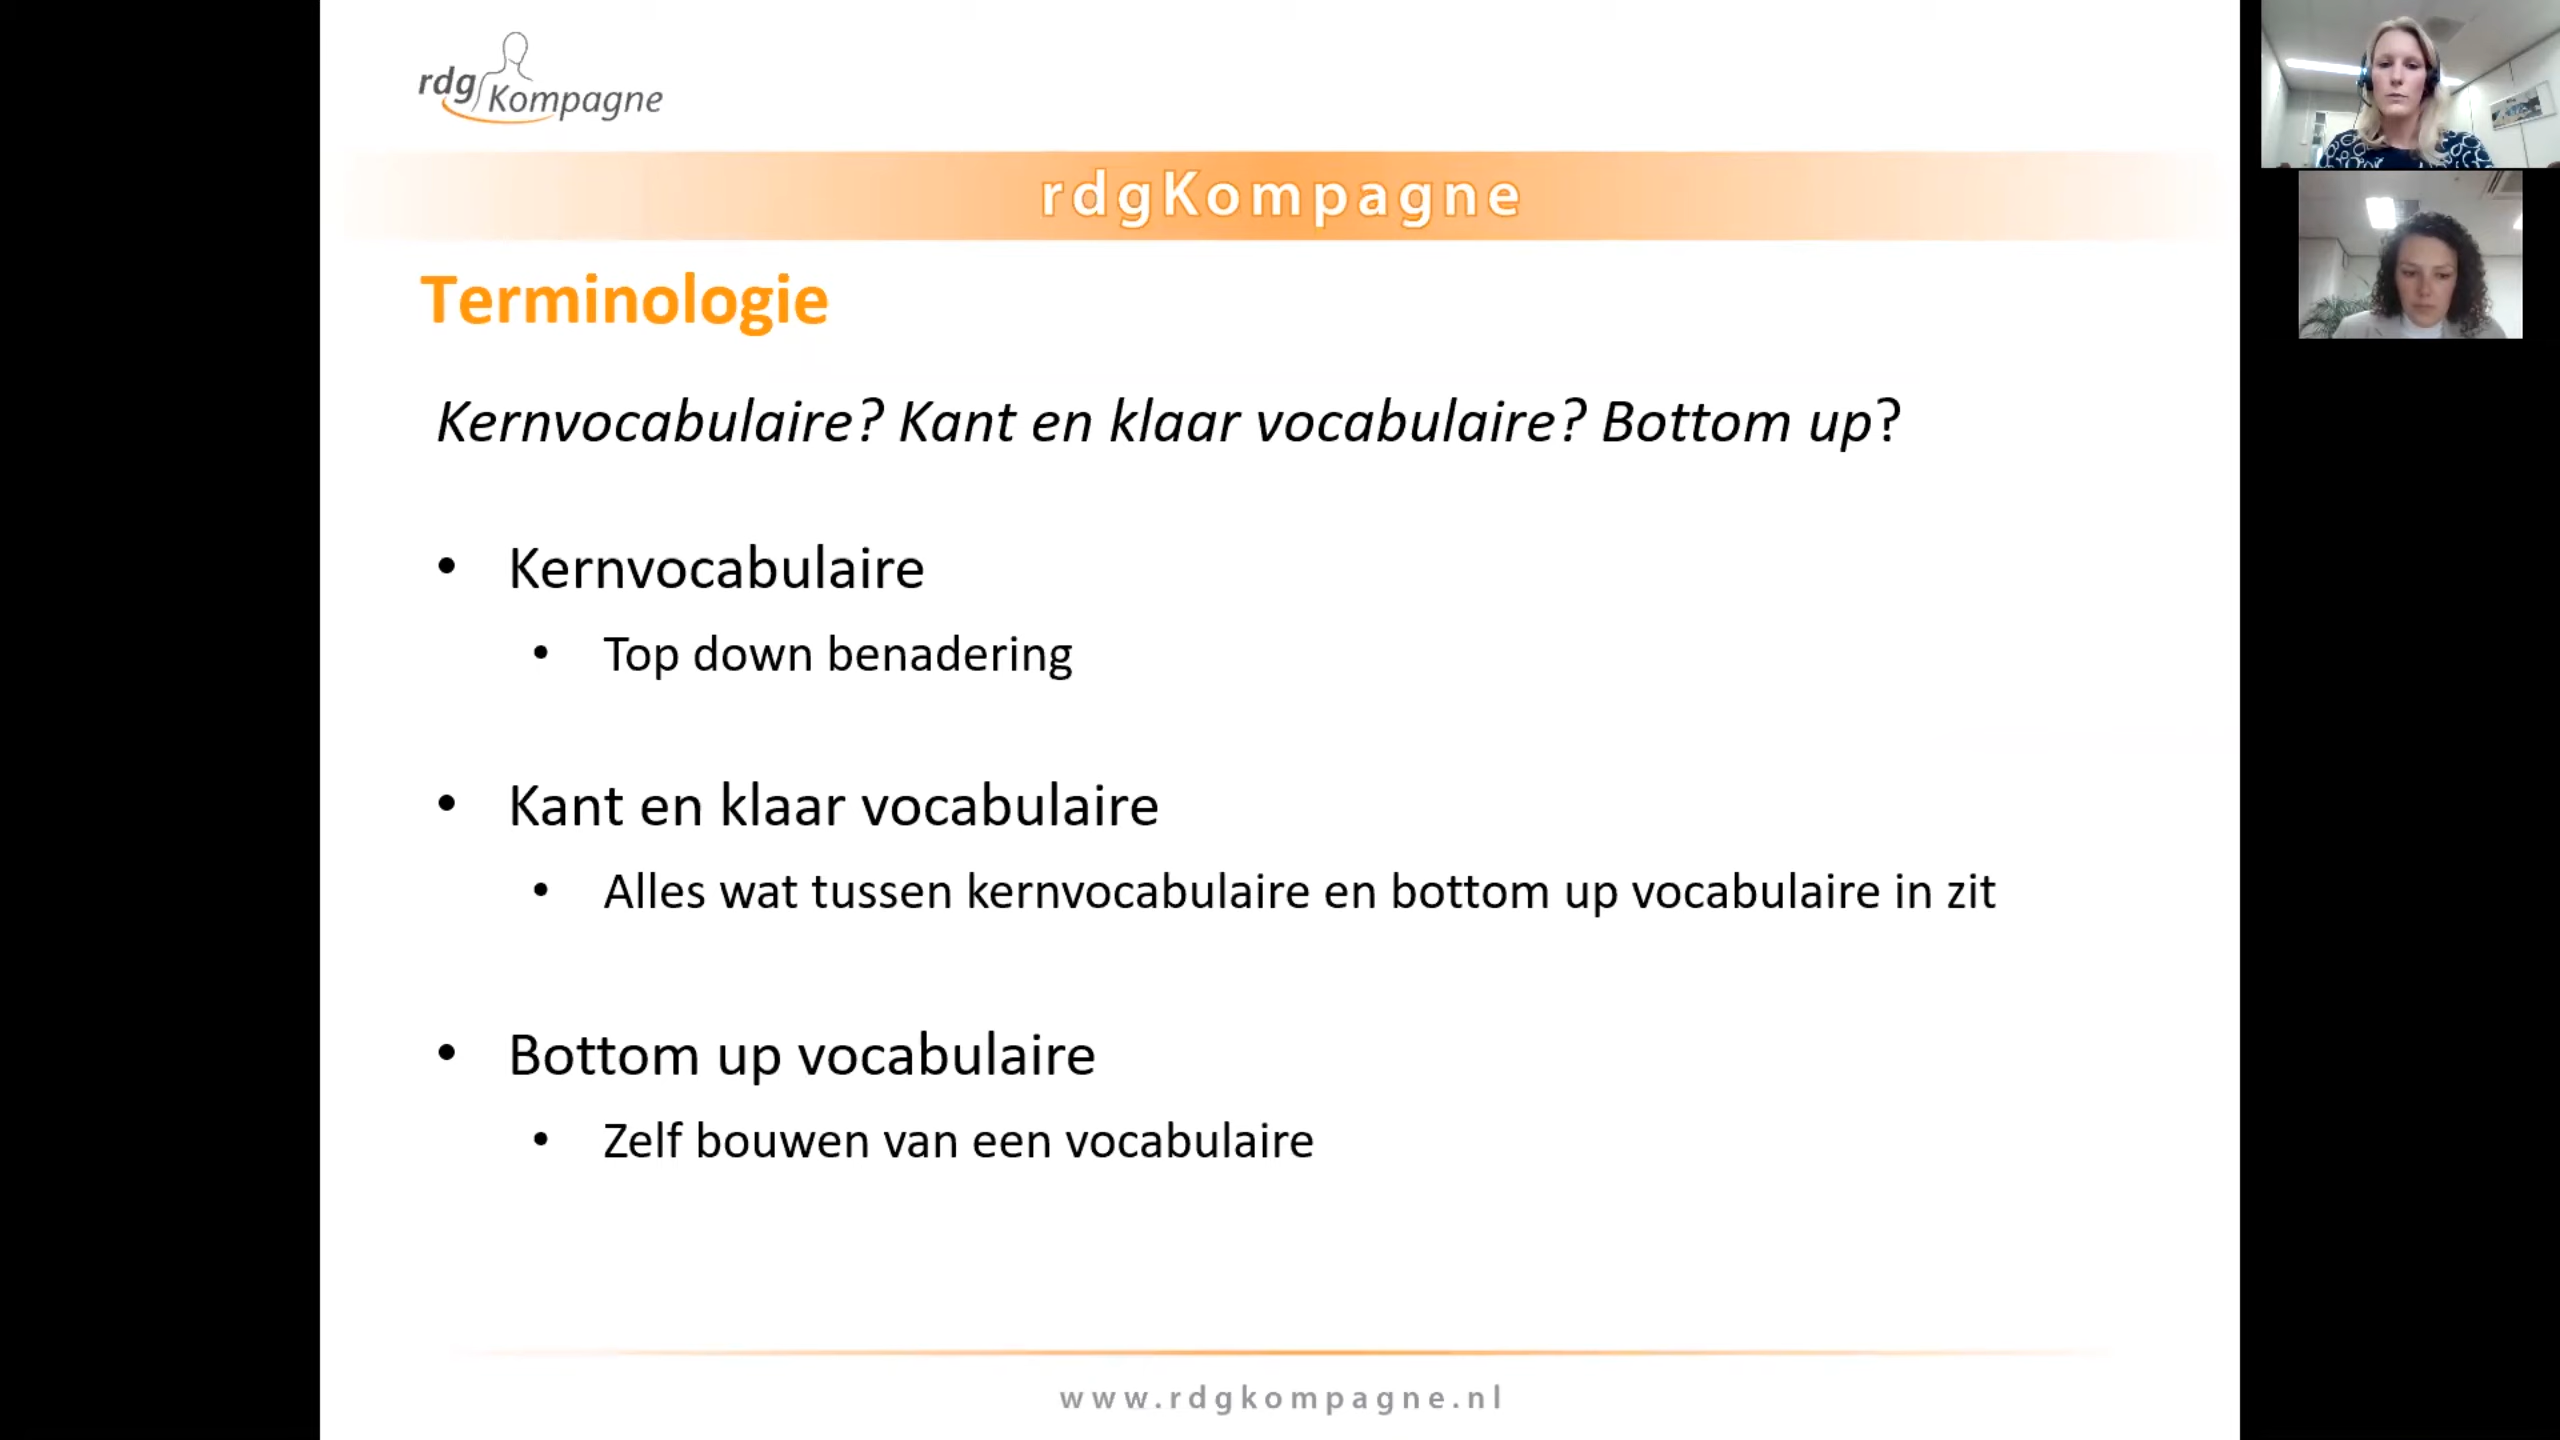 rdg Kompagne
rdgKompagne
Terminologie
Kernvocabulaire? Kant en klaar vocabulaire? Bottom up?
• Kernvocabulaire
• Top down benadering
• Kant en klaar vocabulaire
• Alles wat tussen kernvocabulaire en bottom up vocabulaire in zit
• Bottom up vocabulaire
• Zelf bouwen van een vocabulaire
www.rdgkompagne.nl